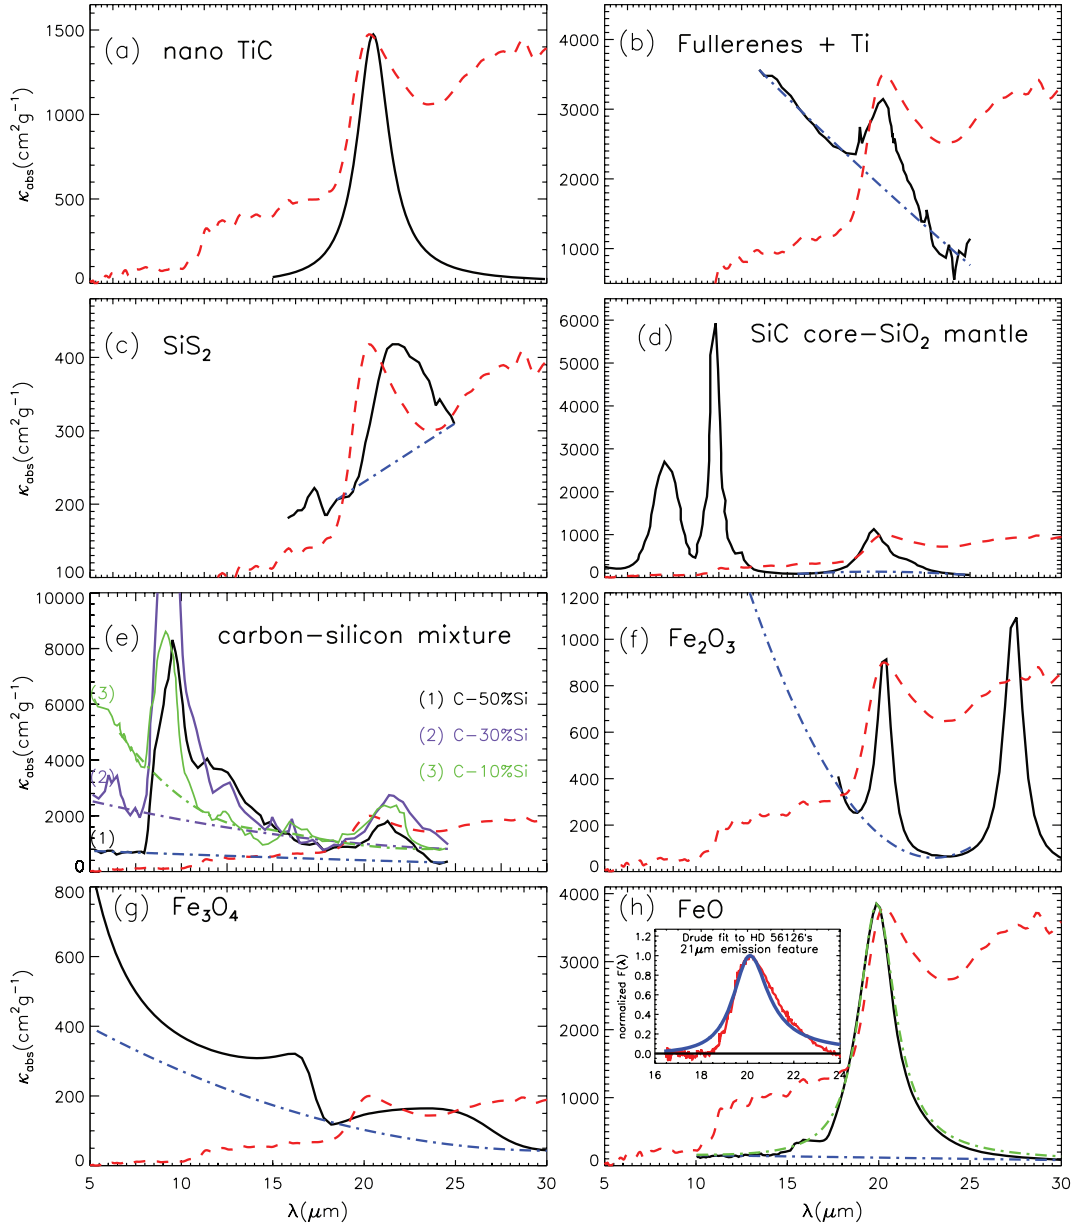 (a) nano TiC
κabs(cm²g⁻¹)
1500
1000
500
0
(b) Fullerenes + Ti
4000
3000
2000
1000
(c) SiS₂
κabs(cm²g⁻¹)
400
300
200
100
(d) SiC core−SiO₂ mantle
6000
5000
4000
3000
2000
1000
0
(e) carbon−silicon mixture
κabs(cm²g⁻¹)
10000
8000
6000
4000
2000
0
(3)
(2)
(1)
(1) C−50%Si
(2) C−30%Si
(3) C−10%Si
(f) Fe₂O₃
1200
1000
800
600
400
200
0
(g) Fe₃O₄
κabs(cm²g⁻¹)
800
600
400
200
0
5 10 15 20 25 30
λ(μm)
(h) FeO
4000
3000
2000
1000
0
Drude fit to HD 56126's
21μm emission feature
normalized F(λ)
1.2
1.0
0.8
0.6
0.4
0.2
0.0
16 18 20 22 24
5 10 15 20 25 30
λ(μm)